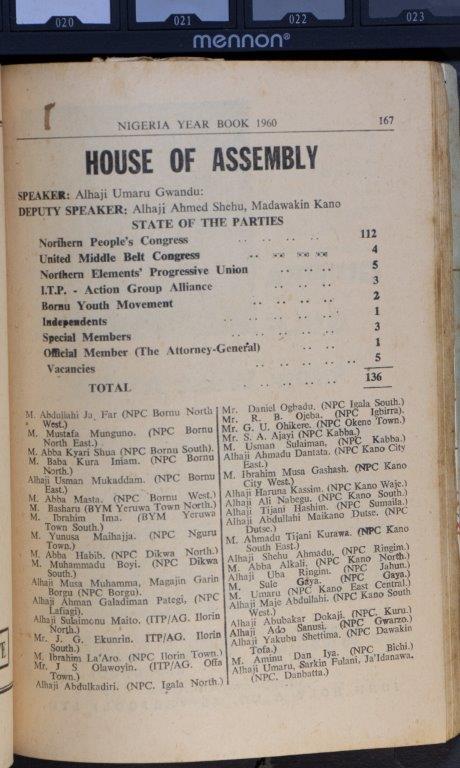 020
021
022
023
mennon®
NIGERIA YEAR BOOK 1960 167
HOUSE OF ASSEMBLY
SPEAKER: Alhaji Umaru Gwandu:
DEPUTY SPEAKER: Alhaji Ahmed Shehu, Madawakin Kano
STATE OF THE PARTIES
Northern People's Congress .. .. .. .. 112
United Middle Belt Congress .. .. .. .. 4
Northern Elements' Progressive Union .. .. .. 5
I.T.P. - Action Group Alliance .. .. .. 3
Bornu Youth Movement .. .. .. .. 2
Independents .. .. .. .. .. 1
Special Members .. .. .. .. .. 3
Official Member (The Attorney-General) .. .. .. 1
Vacancies .. .. .. .. .. .. 5
TOTAL .. .. .. .. 136
M. Abdullahi Ja, Far (NPC Bornu North
West.)
M. Mustafa Munguno. (NPC Bornu
North East.)
M. Abba Kyari Shua (NPC Bornu South).
M. Baba Kura Imam. (NPC Bornu
North.)
Alhaji Usman Mukaddam. (NPC Bornu
East.)
M. Abba Masta. (NPC Bornu West.)
M. Basharu (BYM Yeruwa Town North.)
M. Ibrahim Ima. (BYM Yeruwa
Town South.)
M. Yunusa Maihajja. (NPC Nguru
Town.)
M. Abba Habib. (NPC Dikwa North.)
M. Muhammadu Boyi. (NPC Dikwa
South.)
Alhaji Musa Muhamma, Magajin Garin
Borgu (NPC Borgu).
Alhaji Ahman Galadiman Pategi, (NPC
Lafiagi).
Alhaji Sulaimonu Maito. (ITP/AG. Ilorin
North.)
Mr. J. G. Ekunrin. ITP/AG. Ilorin
South.)
M. Ibrahim La'Aro. (NPC Ilorin Town.)
Mr, J S Olawoyin. (ITP/AG. Offa
Town.)
Alhaji Abdulkadiri. (NPC. Igala North.)
Mr. Daniel Ogbadu. (NPC Igala South.)
Mr. R. B. Ojeba. (NPC Igbirra).
Mr. G. U. Ohikere. (NPC Okene Town.)
Mr. S. A. Ajayi (NPC Kabba.)
M. Usman Sulaiman, (NPC Kabba.)
Alhaji Ahmadu Dantata. (NPC Kano City
East.)
M. Ibrahim Musa Gashash. (NPC Kano
City West.)
Alhaji Haruna Kassim. (NPC Kano Waje.)
Alhaji Ali Nabegu. (NPC Kano South.)
Alhaji Tijani Hashim. (NPC Sumaila.)
Alhaji Abdullahi Maikano Dutse. (NPC
Dutse.)
M. Ahmadu Tijani Kurawa. (NPC Kano
South East.)
Alhaji Shehu Ahmadu, (NPC Ringim.)
M. Abba Alkali. (NPC Kano North.)
Alhaji Uba Ringim. (NPC Jahun.
M. Sule Gaya. (NPC Gaya.)
M. Umaru (NPC Kano East Central.)
Alhaji Maje Abdullahi. (NPC Kano South
West.)
Alhaji Abubakar Dokaji. (NPC. Kuru.)
Alhaji Ado Sanusi. (NPC Gwarzo.)
Alhaji Yakubu Shettima. (NPC Dawakin
Tofa.)
M. Aminu Dan Iya. (NPC Bichi.)
Alhaji Umaru, Sarkin Fulani, Ja'Idanawa,
(NPC. Danbatta.)